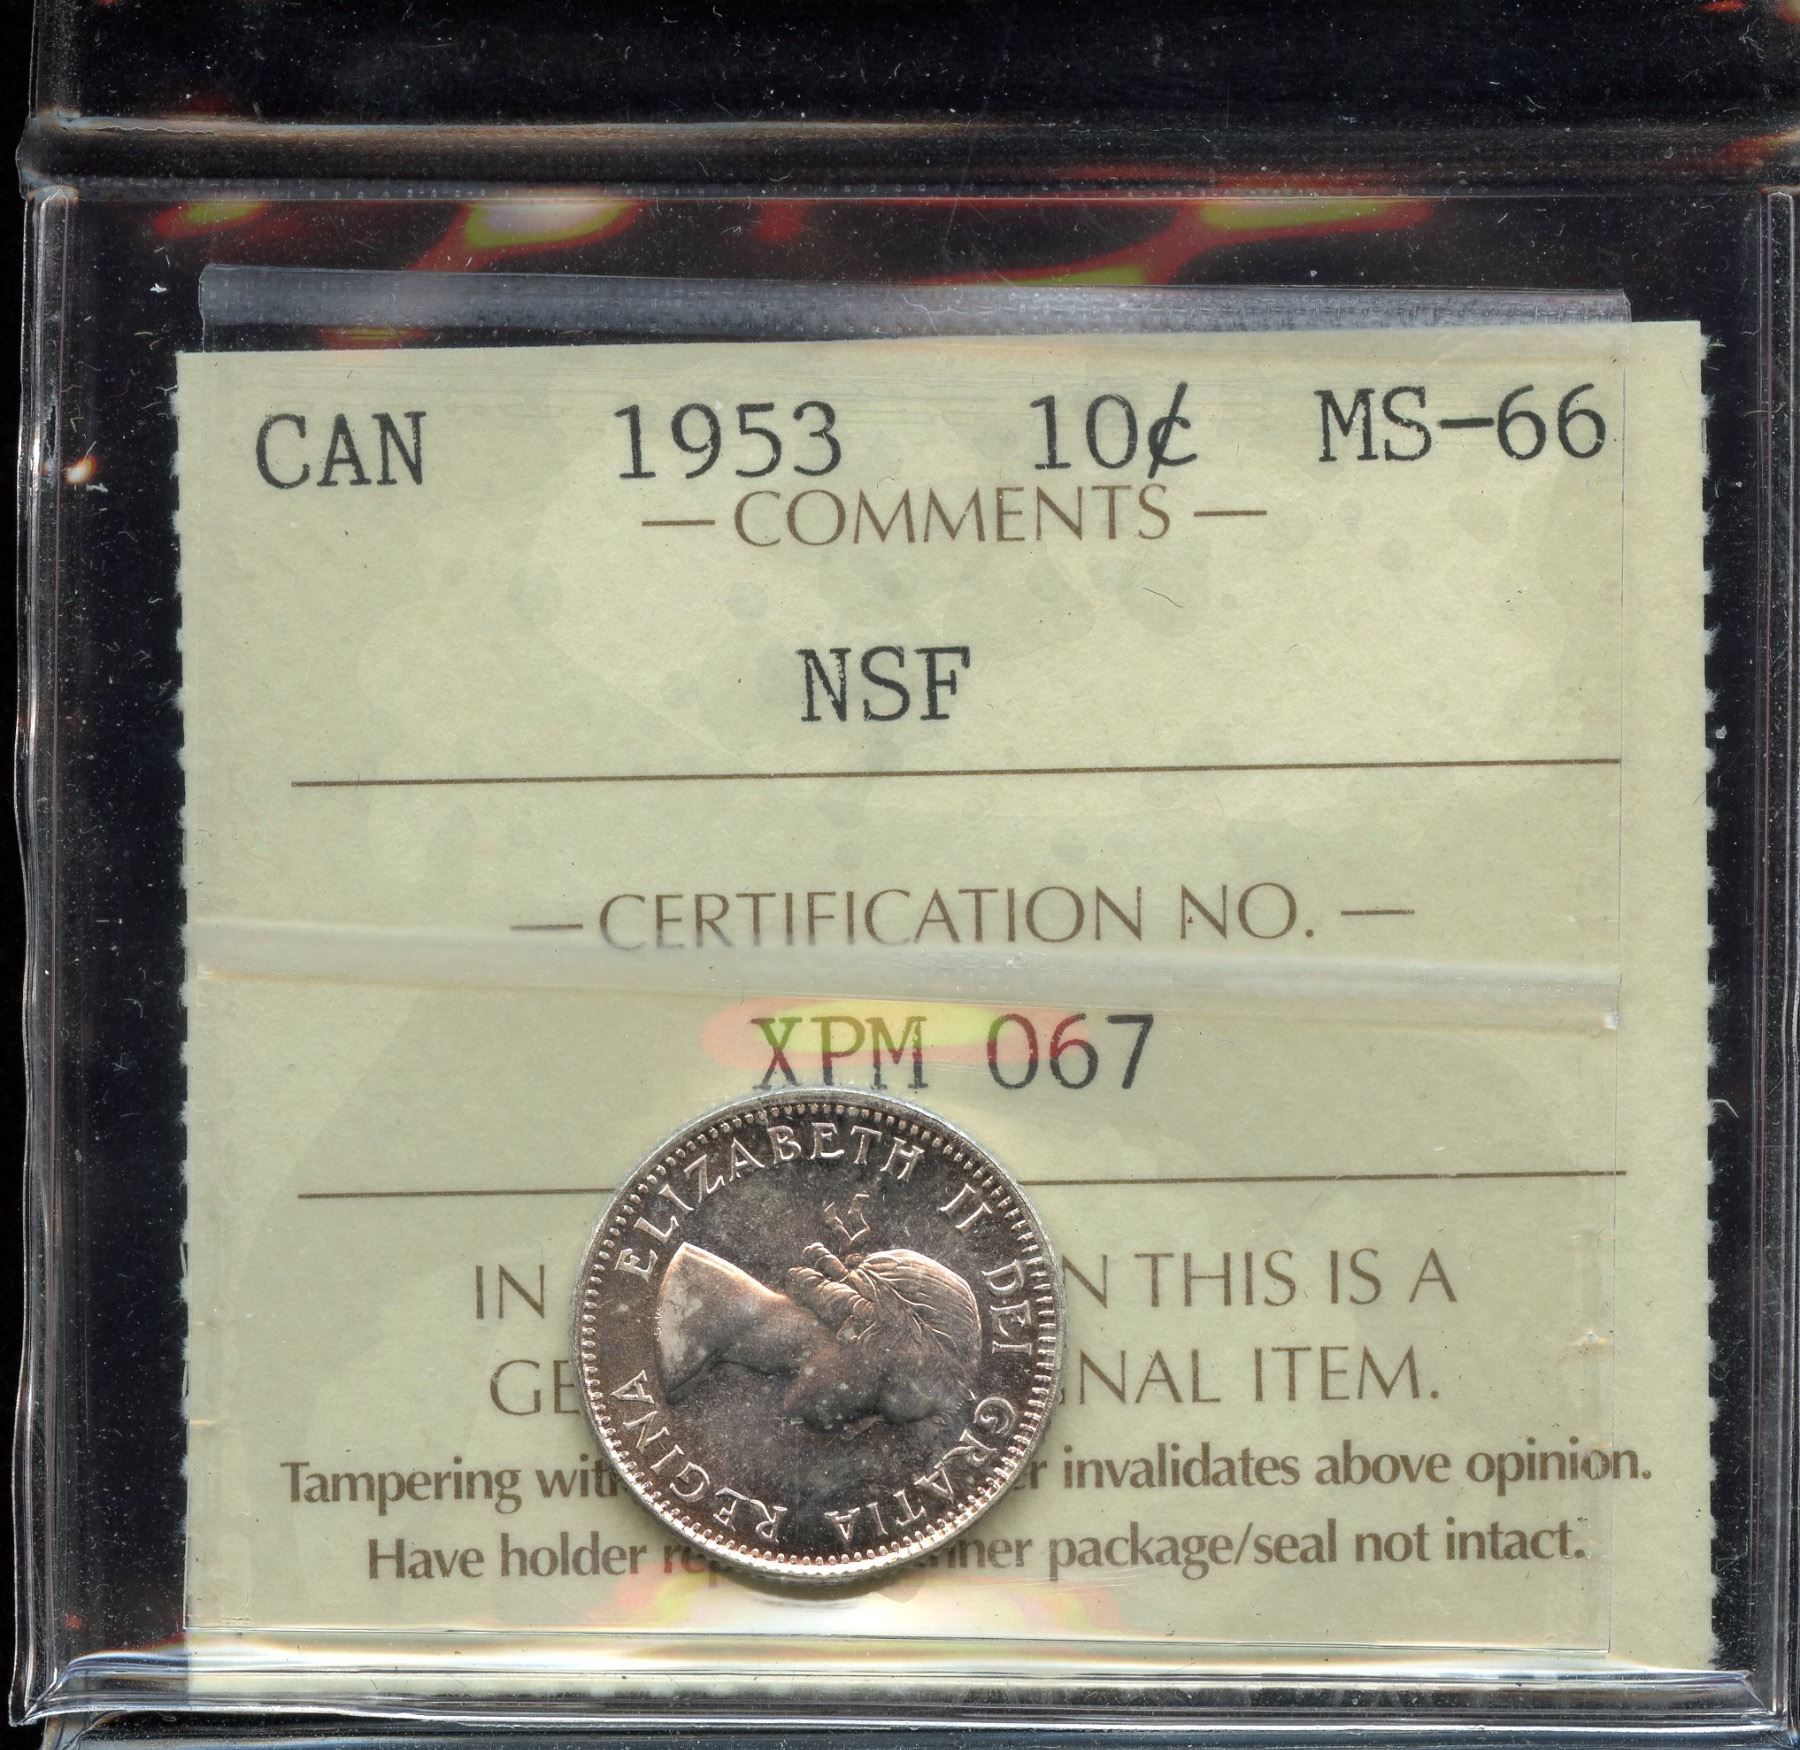 CAN 1953 10¢ MS-66
— COMMENTS —
NSF
— CERTIFICATION NO. —
XPM 067
ELIZABETH II DEI GRATIA REGINA
IN N THIS IS A
GE NAL ITEM.
Tampering wit r invalidates above opinion.
Have holder re ner package/seal not intact.